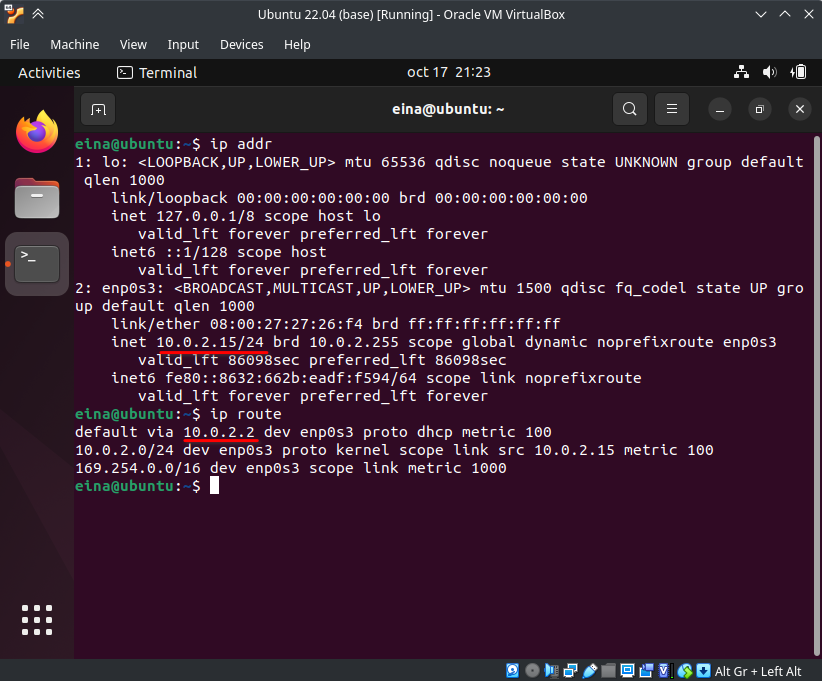 Ubuntu 22.04 (base) [Running] - Oracle VM VirtualBox
File Machine View Input Devices Help
Activities Terminal oct 17 21:23
eina@ubuntu: ~
eina@ubuntu:~$ ip addr
1: lo: <LOOPBACK,UP,LOWER_UP> mtu 65536 qdisc noqueue state UNKNOWN group default
 qlen 1000
    link/loopback 00:00:00:00:00:00 brd 00:00:00:00:00:00
    inet 127.0.0.1/8 scope host lo
       valid_lft forever preferred_lft forever
    inet6 ::1/128 scope host
       valid_lft forever preferred_lft forever
2: enp0s3: <BROADCAST,MULTICAST,UP,LOWER_UP> mtu 1500 qdisc fq_codel state UP gro
up default qlen 1000
    link/ether 08:00:27:27:26:f4 brd ff:ff:ff:ff:ff:ff
    inet 10.0.2.15/24 brd 10.0.2.255 scope global dynamic noprefixroute enp0s3
       valid_lft 86098sec preferred_lft 86098sec
    inet6 fe80::8632:662b:eadf:f594/64 scope link noprefixroute
       valid_lft forever preferred_lft forever
eina@ubuntu:~$ ip route
default via 10.0.2.2 dev enp0s3 proto dhcp metric 100
10.0.2.0/24 dev enp0s3 proto kernel scope link src 10.0.2.15 metric 100
169.254.0.0/16 dev enp0s3 scope link metric 1000
eina@ubuntu:~$
Alt Gr + Left Alt